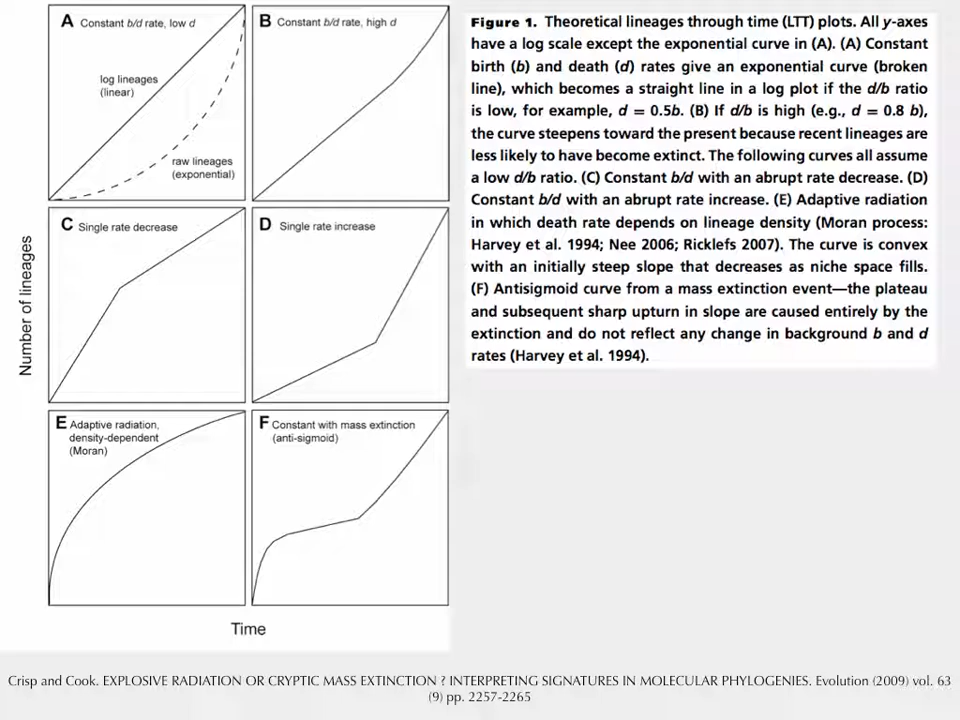 A Constant b/d rate, low d
log lineages
(linear)
raw lineages
(exponential)
B Constant b/d rate, high d
C Single rate decrease
D Single rate increase
E Adaptive radiation,
density-dependent
(Moran)
F Constant with mass extinction
(anti-sigmoid)
Number of lineages
Time
Figure 1. Theoretical lineages through time (LTT) plots. All y-axes
have a log scale except the exponential curve in (A). (A) Constant
birth (b) and death (d) rates give an exponential curve (broken
line), which becomes a straight line in a log plot if the d/b ratio
is low, for example, d = 0.5b. (B) If d/b is high (e.g., d = 0.8 b),
the curve steepens toward the present because recent lineages are
less likely to have become extinct. The following curves all assume
a low d/b ratio. (C) Constant b/d with an abrupt rate decrease. (D)
Constant b/d with an abrupt rate increase. (E) Adaptive radiation
in which death rate depends on lineage density (Moran process:
Harvey et al. 1994; Nee 2006; Ricklefs 2007). The curve is convex
with an initially steep slope that decreases as niche space fills.
(F) Antisigmoid curve from a mass extinction event—the plateau
and subsequent sharp upturn in slope are caused entirely by the
extinction and do not reflect any change in background b and d
rates (Harvey et al. 1994).
Crisp and Cook. EXPLOSIVE RADIATION OR CRYPTIC MASS EXTINCTION ? INTERPRETING SIGNATURES IN MOLECULAR PHYLOGENIES. Evolution (2009) vol. 63
(9) pp. 2257-2265